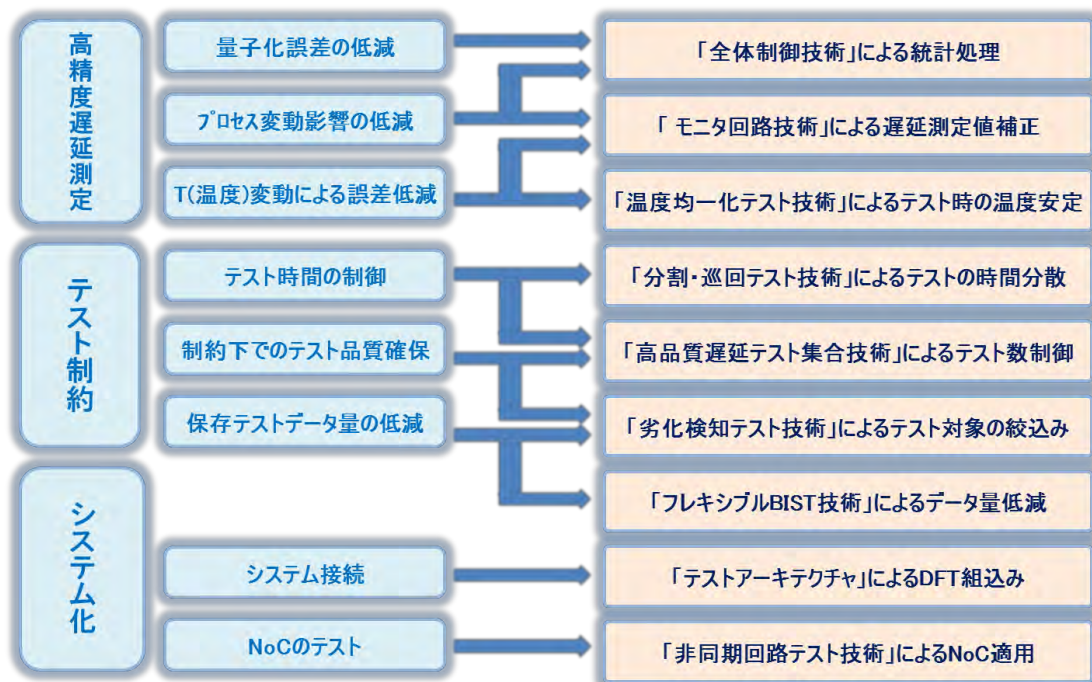 高精度遅延測定
量子化誤差の低減
プロセス変動影響の低減
T(温度)変動による誤差低減
「全体制御技術」による統計処理
「 モニタ回路技術」による遅延測定値補正
「温度均一化テスト技術」によるテスト時の温度安定
テスト制約
テスト時間の制御
制約下でのテスト品質確保
保存テストデータ量の低減
「分割・巡回テスト技術」によるテストの時間分散
「高品質遅延テスト集合技術」によるテスト数制御
「劣化検知テスト技術」によるテスト対象の絞込み
「フレキシブルBIST技術」によるデータ量低減
システム化
システム接続
NoCのテスト
「テストアーキテクチャ」によるDFT組込み
「非同期回路テスト技術」によるNoC適用